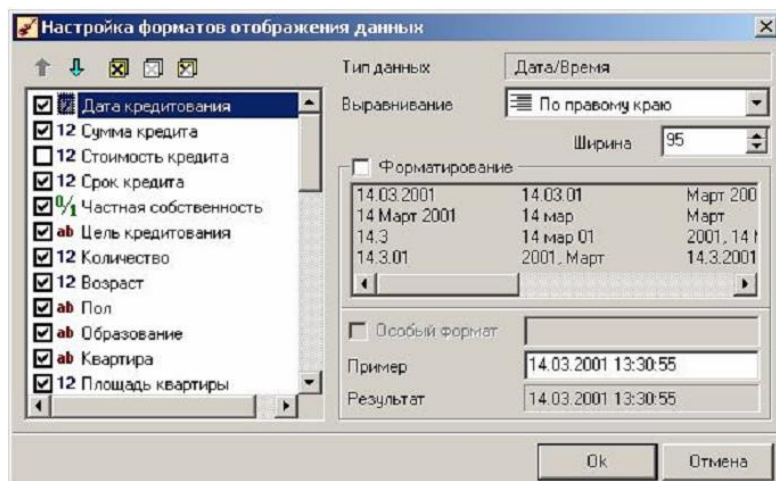 Настройка форматов отображения данных
Дата кредитования
12 Сумма кредита
12 Стоимость кредита
12 Срок кредита
0/1 Частная собственность
ab Цель кредитования
12 Количество
12 Возраст
ab Пол
ab Образование
ab Квартира
12 Площадь квартиры
Тип данных Дата/Время
Выравнивание По правому краю
Ширина 95
Форматирование
14.03.2001 14.03.01 Март 200
14 Март 2001 14 мар Март
14.3 14 мар 01 2001, 14
14.3.01 2001, Март 14.3.2001
Особый формат
Пример 14.03.2001 13:30:55
Результат 14.03.2001 13:30:55
Ok Отмена